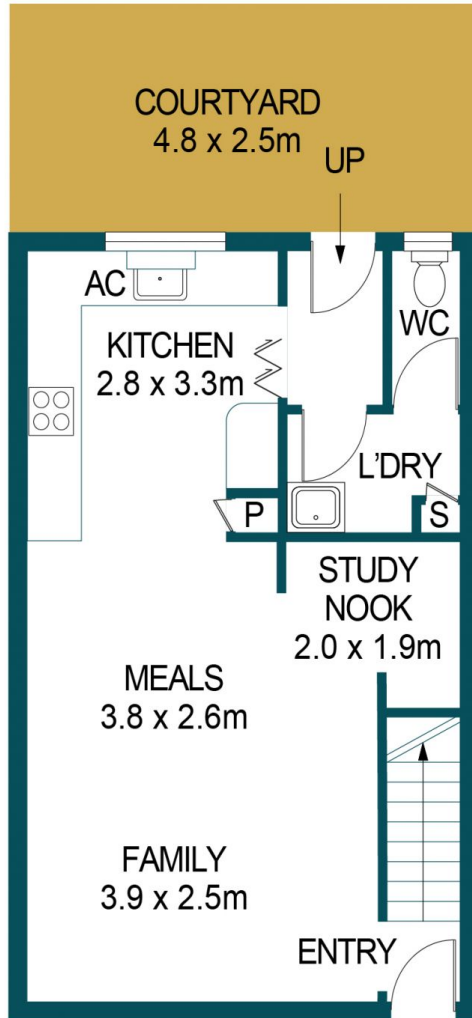 COURTYARD
4.8 x 2.5m
UP
AC
WC
KITCHEN
2.8 x 3.3m
L'DRY
P
S
STUDY
NOOK
2.0 x 1.9m
MEALS
3.8 x 2.6m
FAMILY
3.9 x 2.5m
ENTRY